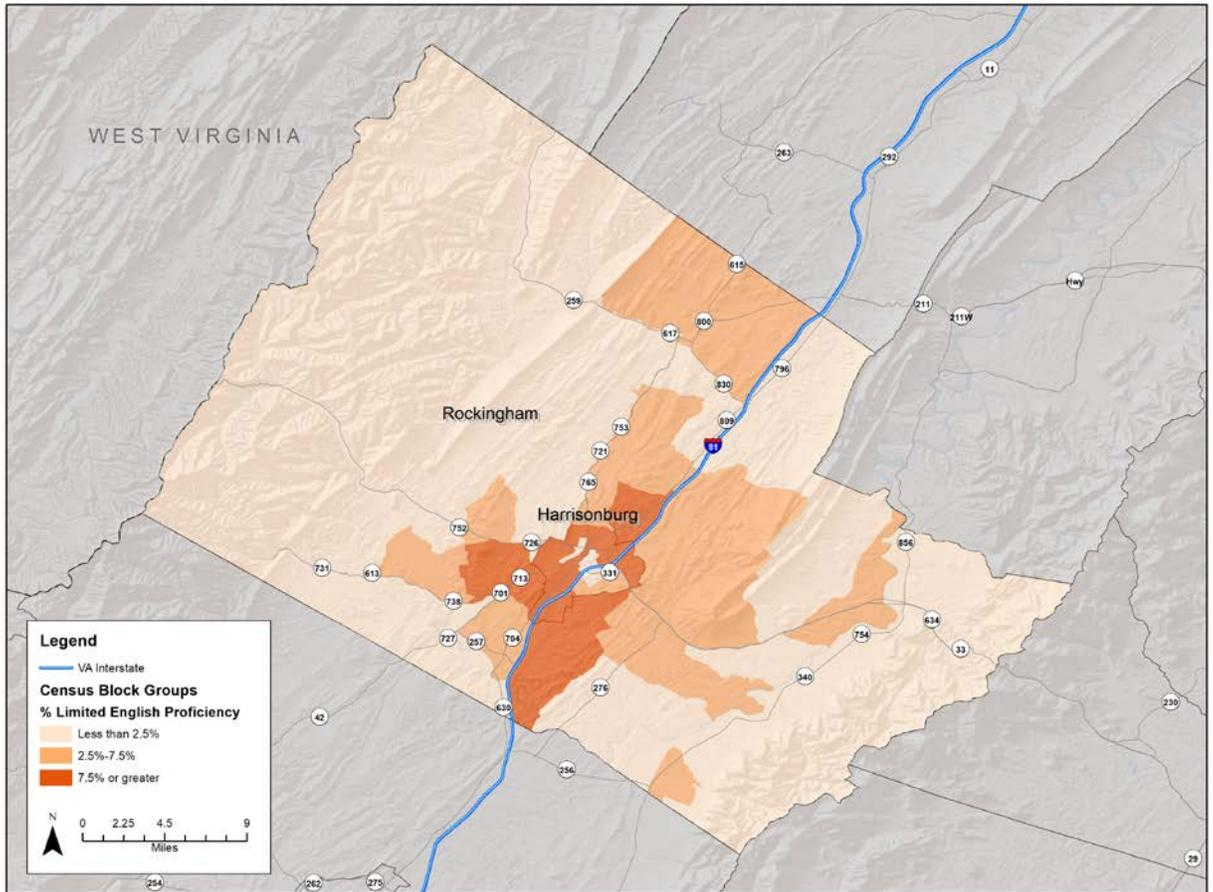 WEST VIRGINIA
11
263
292
615
Hwy
259
211
211W
800
617
796
830
Rockingham
809
753
81
721
765
Harrisonburg
752
726
856
731
613
713
331
701
738
634
754
727
257
704
33
340
276
230
630
42
256
29
254
262
275
Legend
VA Interstate
Census Block Groups
% Limited English Proficiency
Less than 2.5%
2.5%-7.5%
7.5% or greater
N
0 2.25 4.5 9
Miles